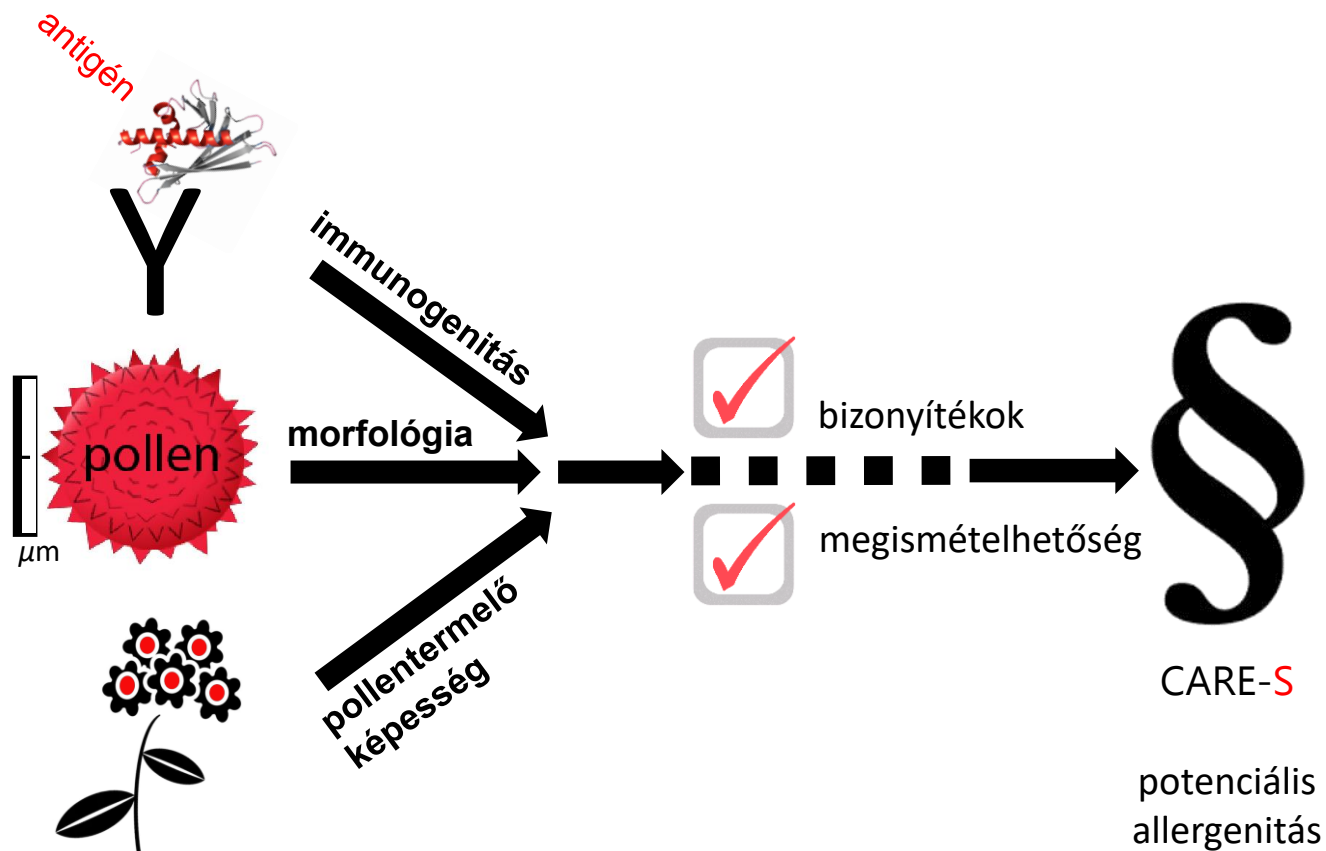 antigén
immunogenitás
pollen
μm
morfológia
pollentermelő
képesség
bizonyítékok
megismételhetőség
§
CARE-S
potenciális
allergenitás